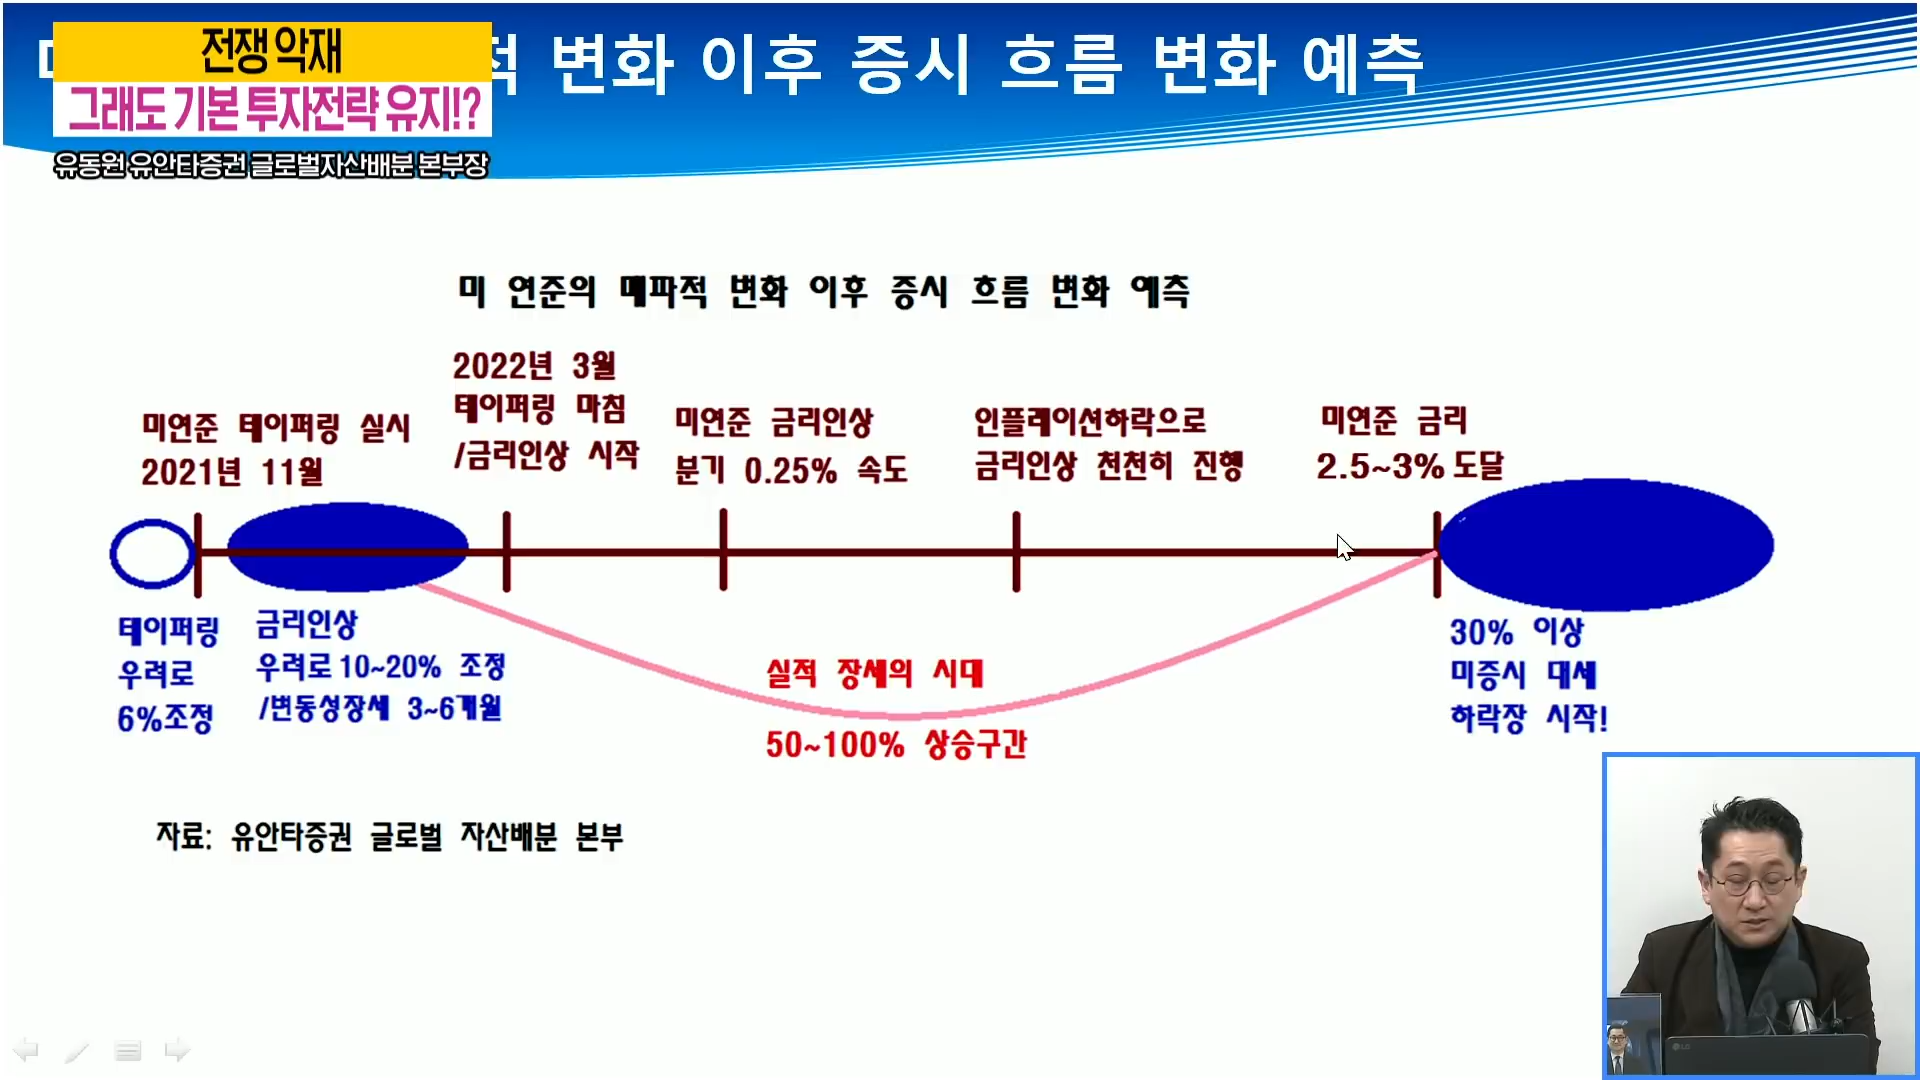 전쟁 악재
그래도 기본 투자전략 유지!?
유동원 유안타증권 글로벌자산배분 본부장
변화 이후 증시 흐름 변화 예측
미 연준의 매파적 변화 이후 증시 흐름 변화 예측
미연준 테이퍼링 실시
2021년 11월
2022년 3월
테이퍼링 마침
/금리인상 시작
미연준 금리인상
분기 0.25% 속도
인플레이션하락으로
금리인상 천천히 진행
미연준 금리
2.5~3% 도달
테이퍼링
우려로
6%조정
금리인상
우려로 10~20% 조정
/변동성장세 3~6개월
실적 장세의 시대
50~100% 상승구간
30% 이상
미증시 대세
하락장 시작!
자료: 유안타증권 글로벌 자산배분 본부
LG